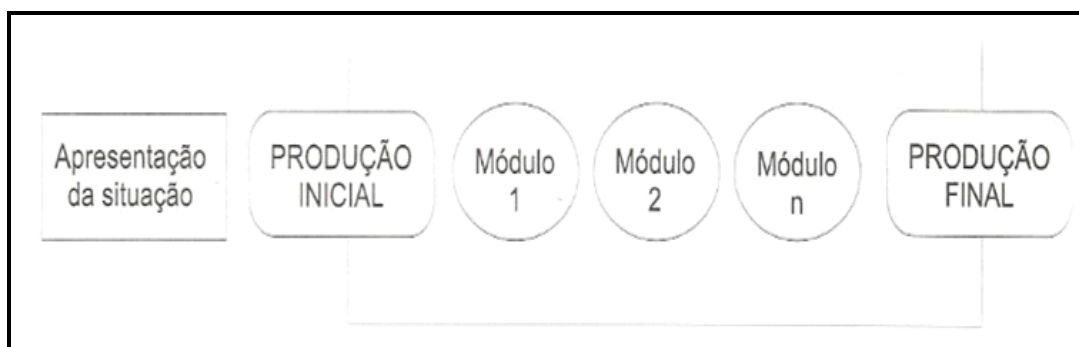 Apresentação
da situação
PRODUÇÃO
INICIAL
Módulo
1
Módulo
2
Módulo
n
PRODUÇÃO
FINAL